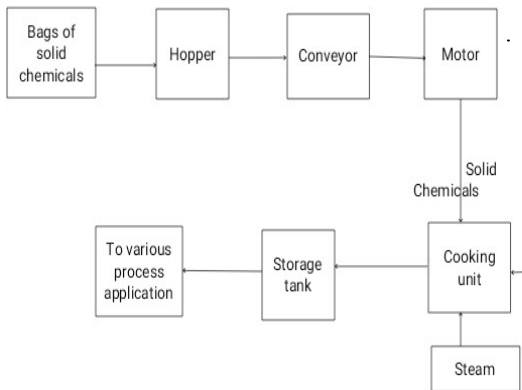 Bags of
solid
chemicals
Hopper
Conveyor
Motor
Solid
Chemicals
To various
process
application
Storage
tank
Cooking
unit
Steam